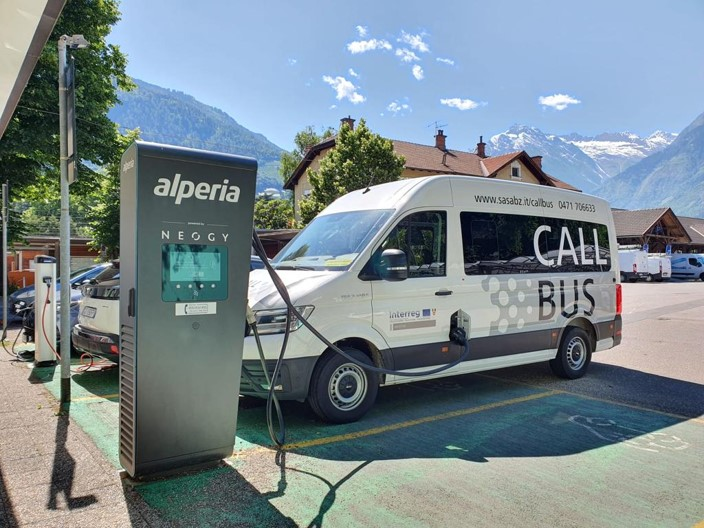 alperia
NEOGY
www.sasabz.it/callbus 0471 706633
CALL
BUS
Interreg